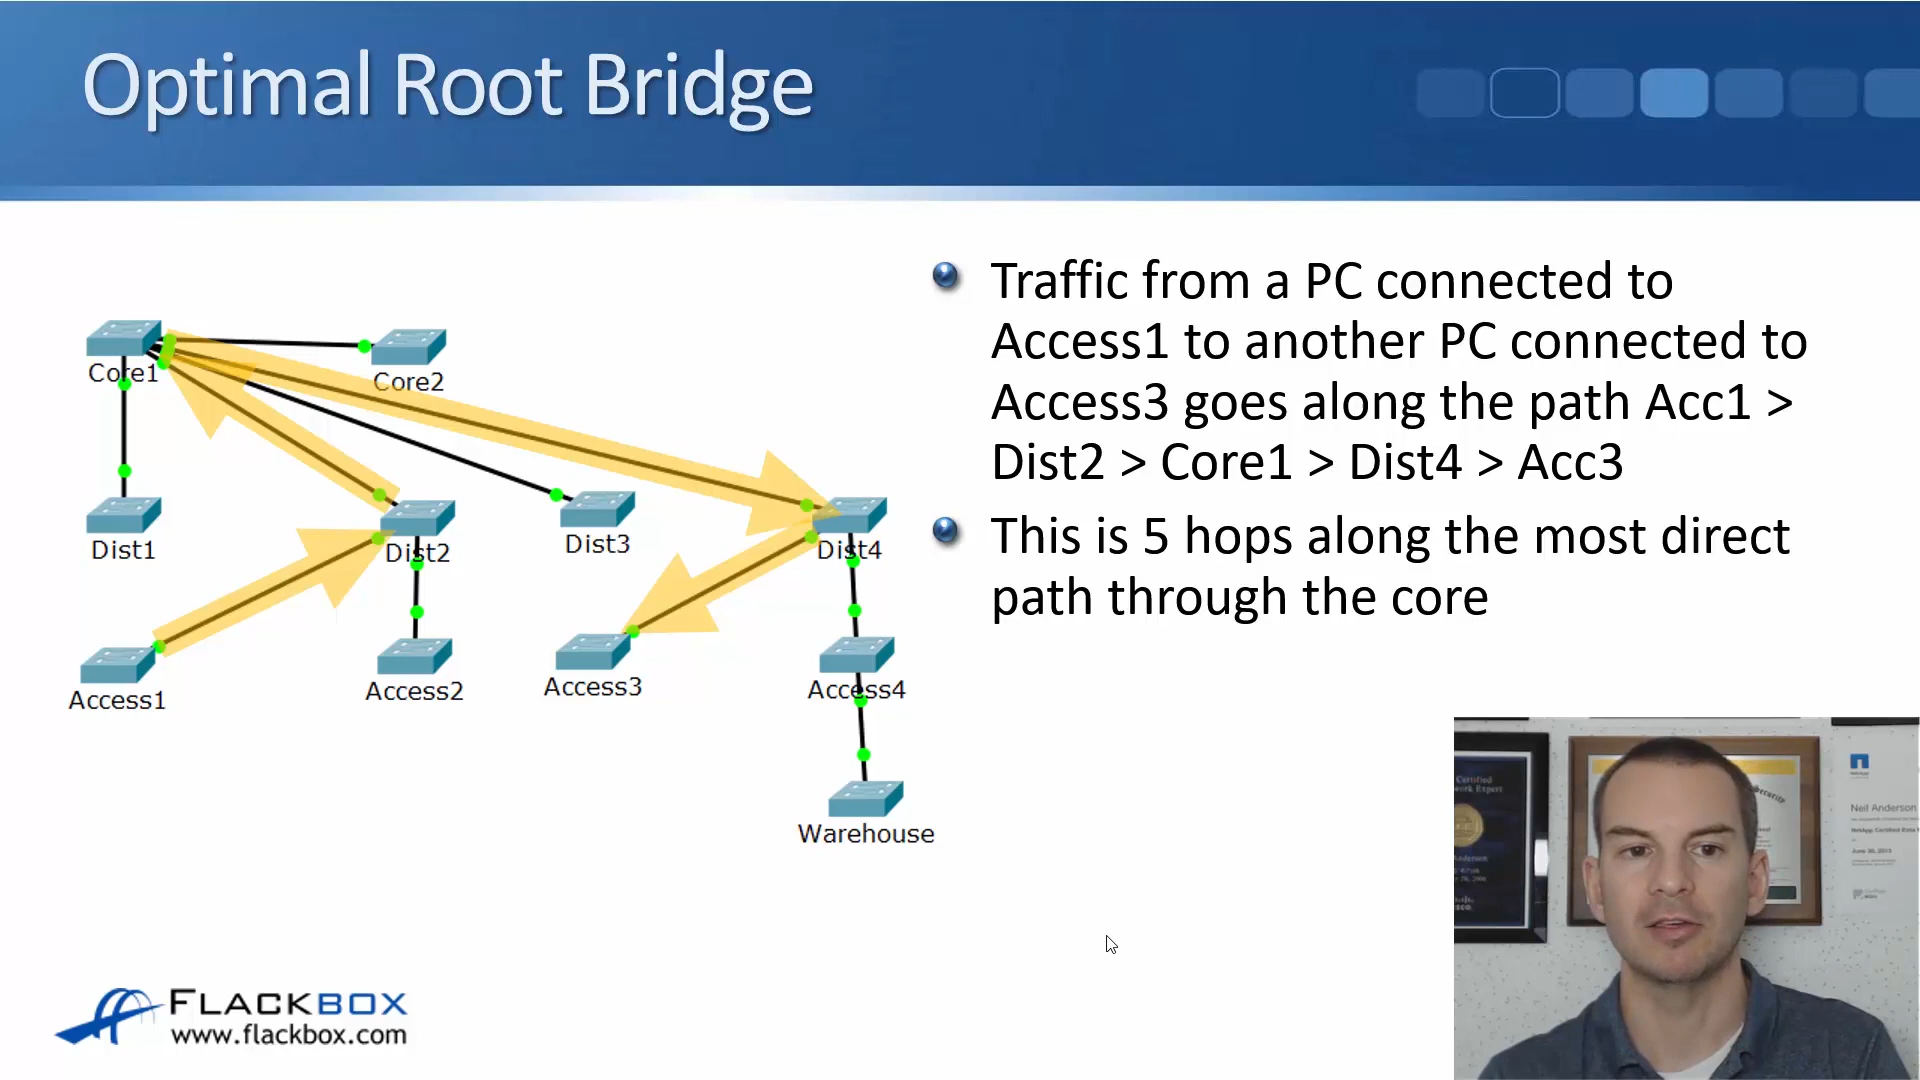 Optimal Root Bridge
Traffic from a PC connected to
Access1 to another PC connected to
Access3 goes along the path Acc1 >
Dist2 > Core1 > Dist4 > Acc3
This is 5 hops along the most direct
path through the core
Core1
Core2
Dist1
Dist2
Dist3
Dist4
Access1
Access2
Access3
Access4
Warehouse
Neil Anderson
FLACKBOX
www.flackbox.com